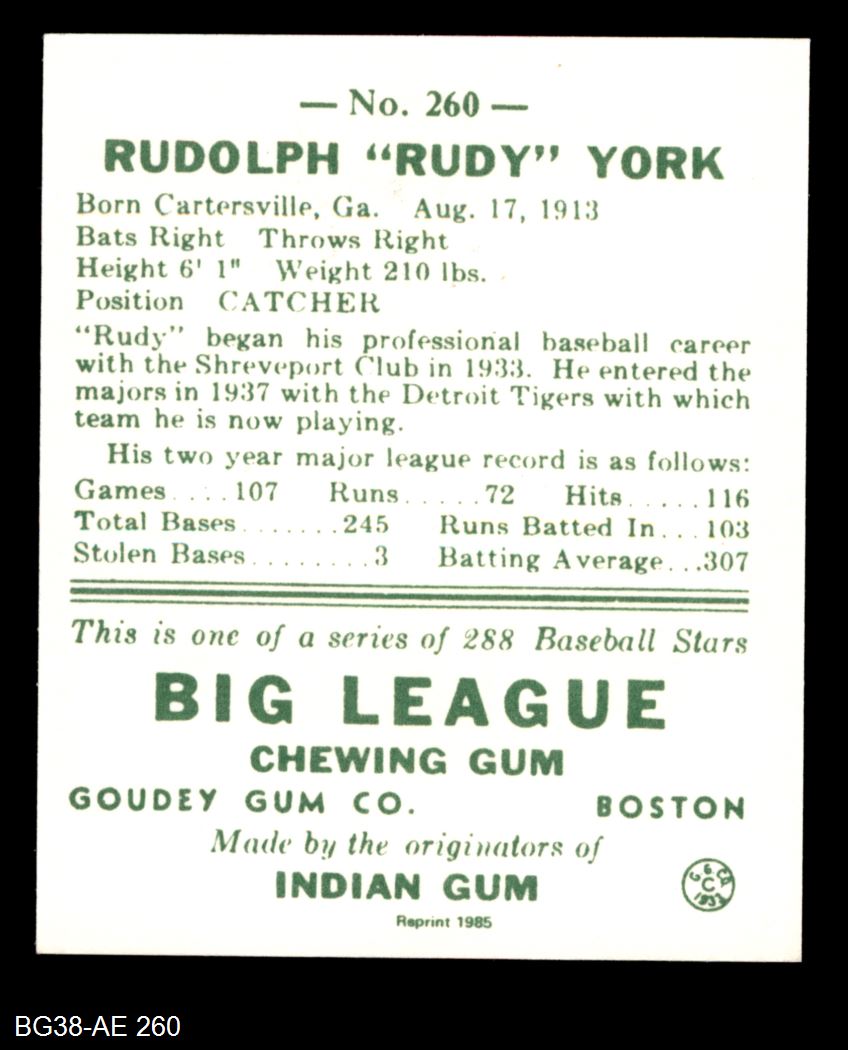 — No. 260 —
RUDOLPH “RUDY” YORK
Born Cartersville, Ga. Aug. 17, 1913
Bats Right Throws Right
Height 6' 1" Weight 210 lbs.
Position CATCHER
“Rudy” began his professional baseball career
with the Shreveport Club in 1933. He entered the
majors in 1937 with the Detroit Tigers with which
team he is now playing.
His two year major league record is as follows:
Games....107 Runs......72 Hits......116
Total Bases.......245 Runs Batted In...103
Stolen Bases........3 Batting Average...307
This is one of a series of 288 Baseball Stars
BIG LEAGUE
CHEWING GUM
GOUDEY GUM CO. BOSTON
Made by the originators of
INDIAN GUM
G. G. CO.
C
Reprint 1985
BG38-AE 260